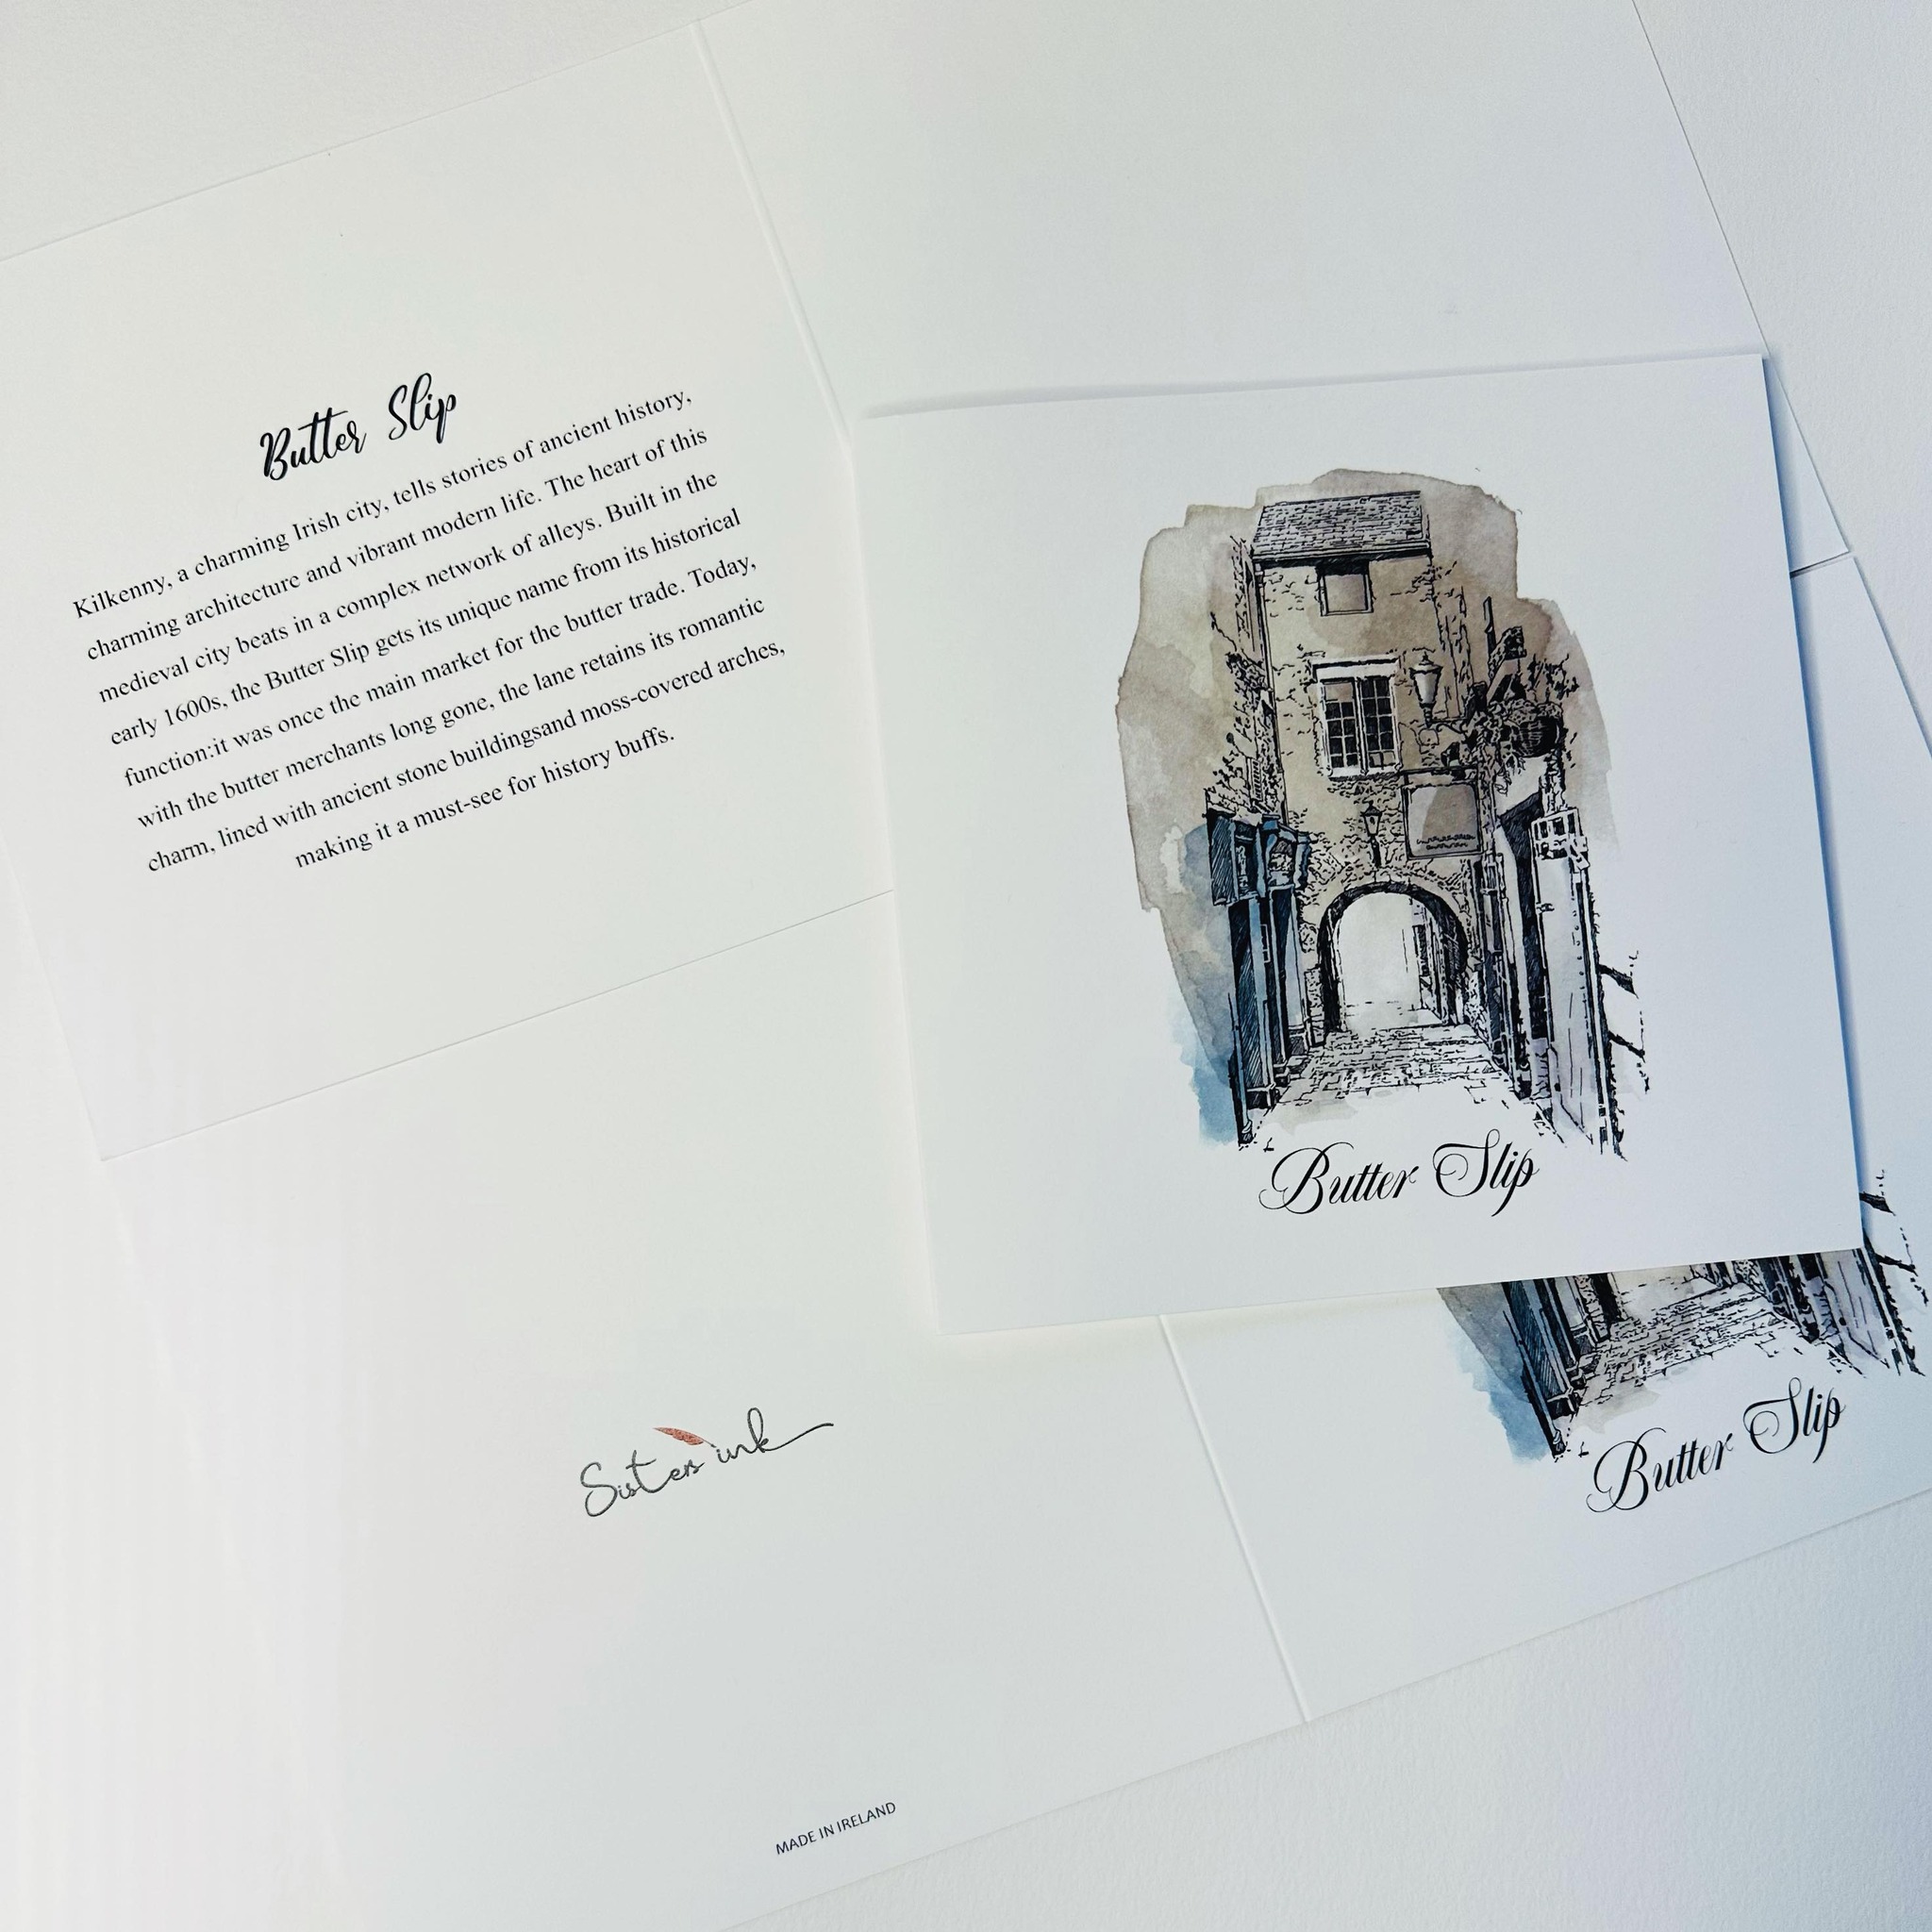 Butter Slip
Kilkenny, a charming Irish city, tells stories of ancient history,
charming architecture and vibrant modern life. The heart of this
medieval city beats in a complex network of alleys. Built in the
early 1600s, the Butter Slip gets its unique name from its historical
function:it was once the main market for the butter trade. Today,
with the butter merchants long gone, the lane retains its romantic
charm, lined with ancient stone buildingsand moss-covered arches,
making it a must-see for history buffs.
Butter Slip
Butter Slip
Sisters ink
MADE IN IRELAND